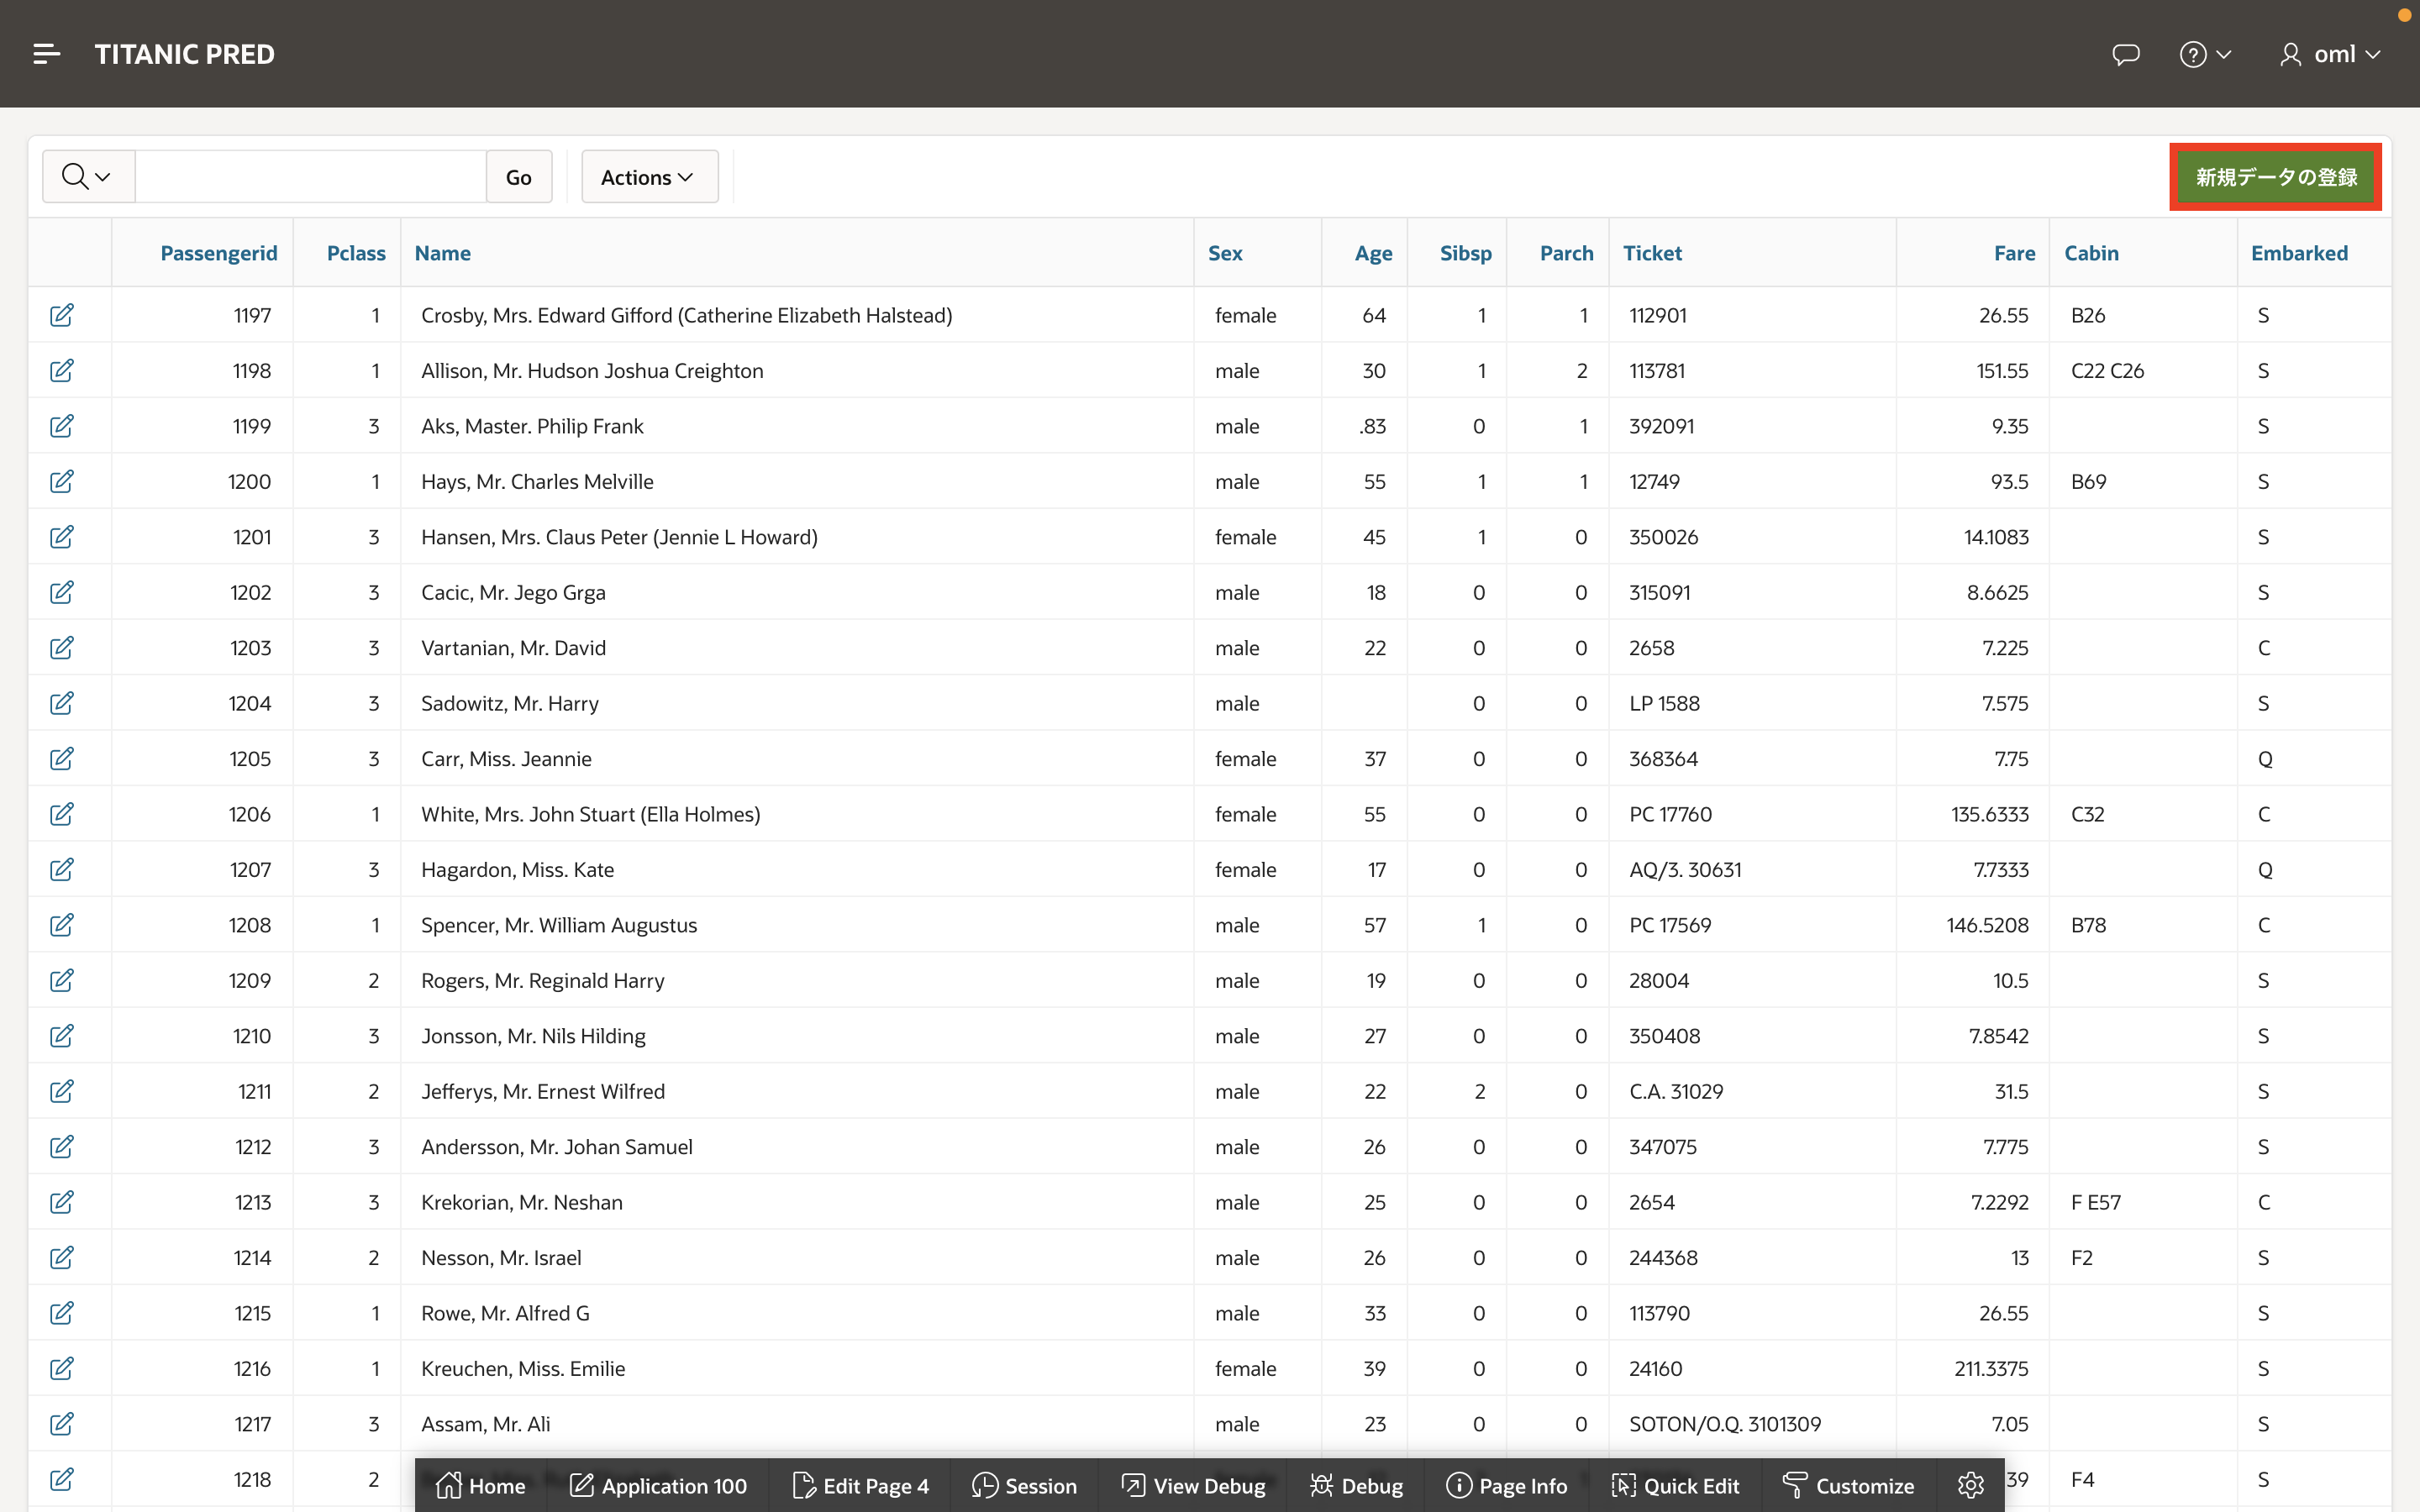 TITANIC PRED
oml
Go
Actions
新規データの登録
Passengerid Pclass Name Sex Age Sibsp Parch Ticket Fare Cabin Embarked
1197 1 Crosby, Mrs. Edward Gifford (Catherine Elizabeth Halstead) female 64 1 1 112901 26.55 B26 S
1198 1 Allison, Mr. Hudson Joshua Creighton male 30 1 2 113781 151.55 C22 C26 S
1199 3 Aks, Master. Philip Frank male .83 0 1 392091 9.35 S
1200 1 Hays, Mr. Charles Melville male 55 1 1 12749 93.5 B69 S
1201 3 Hansen, Mrs. Claus Peter (Jennie L Howard) female 45 1 0 350026 14.1083 S
1202 3 Cacic, Mr. Jego Grga male 18 0 0 315091 8.6625 S
1203 3 Vartanian, Mr. David male 22 0 0 2658 7.225 C
1204 3 Sadowitz, Mr. Harry male 0 0 LP 1588 7.575 S
1205 3 Carr, Miss. Jeannie female 37 0 0 368364 7.75 Q
1206 1 White, Mrs. John Stuart (Ella Holmes) female 55 0 0 PC 17760 135.6333 C32 C
1207 3 Hagardon, Miss. Kate female 17 0 0 AQ/3. 30631 7.7333 Q
1208 1 Spencer, Mr. William Augustus male 57 1 0 PC 17569 146.5208 B78 C
1209 2 Rogers, Mr. Reginald Harry male 19 0 0 28004 10.5 S
1210 3 Jonsson, Mr. Nils Hilding male 27 0 0 350408 7.8542 S
1211 2 Jefferys, Mr. Ernest Wilfred male 22 2 0 C.A. 31029 31.5 S
1212 3 Andersson, Mr. Johan Samuel male 26 0 0 347075 7.775 S
1213 3 Krekorian, Mr. Neshan male 25 0 0 2654 7.2292 F E57 C
1214 2 Nesson, Mr. Israel male 26 0 0 244368 13 F2 S
1215 1 Rowe, Mr. Alfred G male 33 0 0 113790 26.55 S
1216 1 Kreuchen, Miss. Emilie female 39 0 0 24160 211.3375 S
1217 3 Assam, Mr. Ali male 23 0 0 SOTON/O.Q. 3101309 7.05 S
1218 2 39 F4 S
Home Application 100 Edit Page 4 Session View Debug Debug Page Info Quick Edit Customize